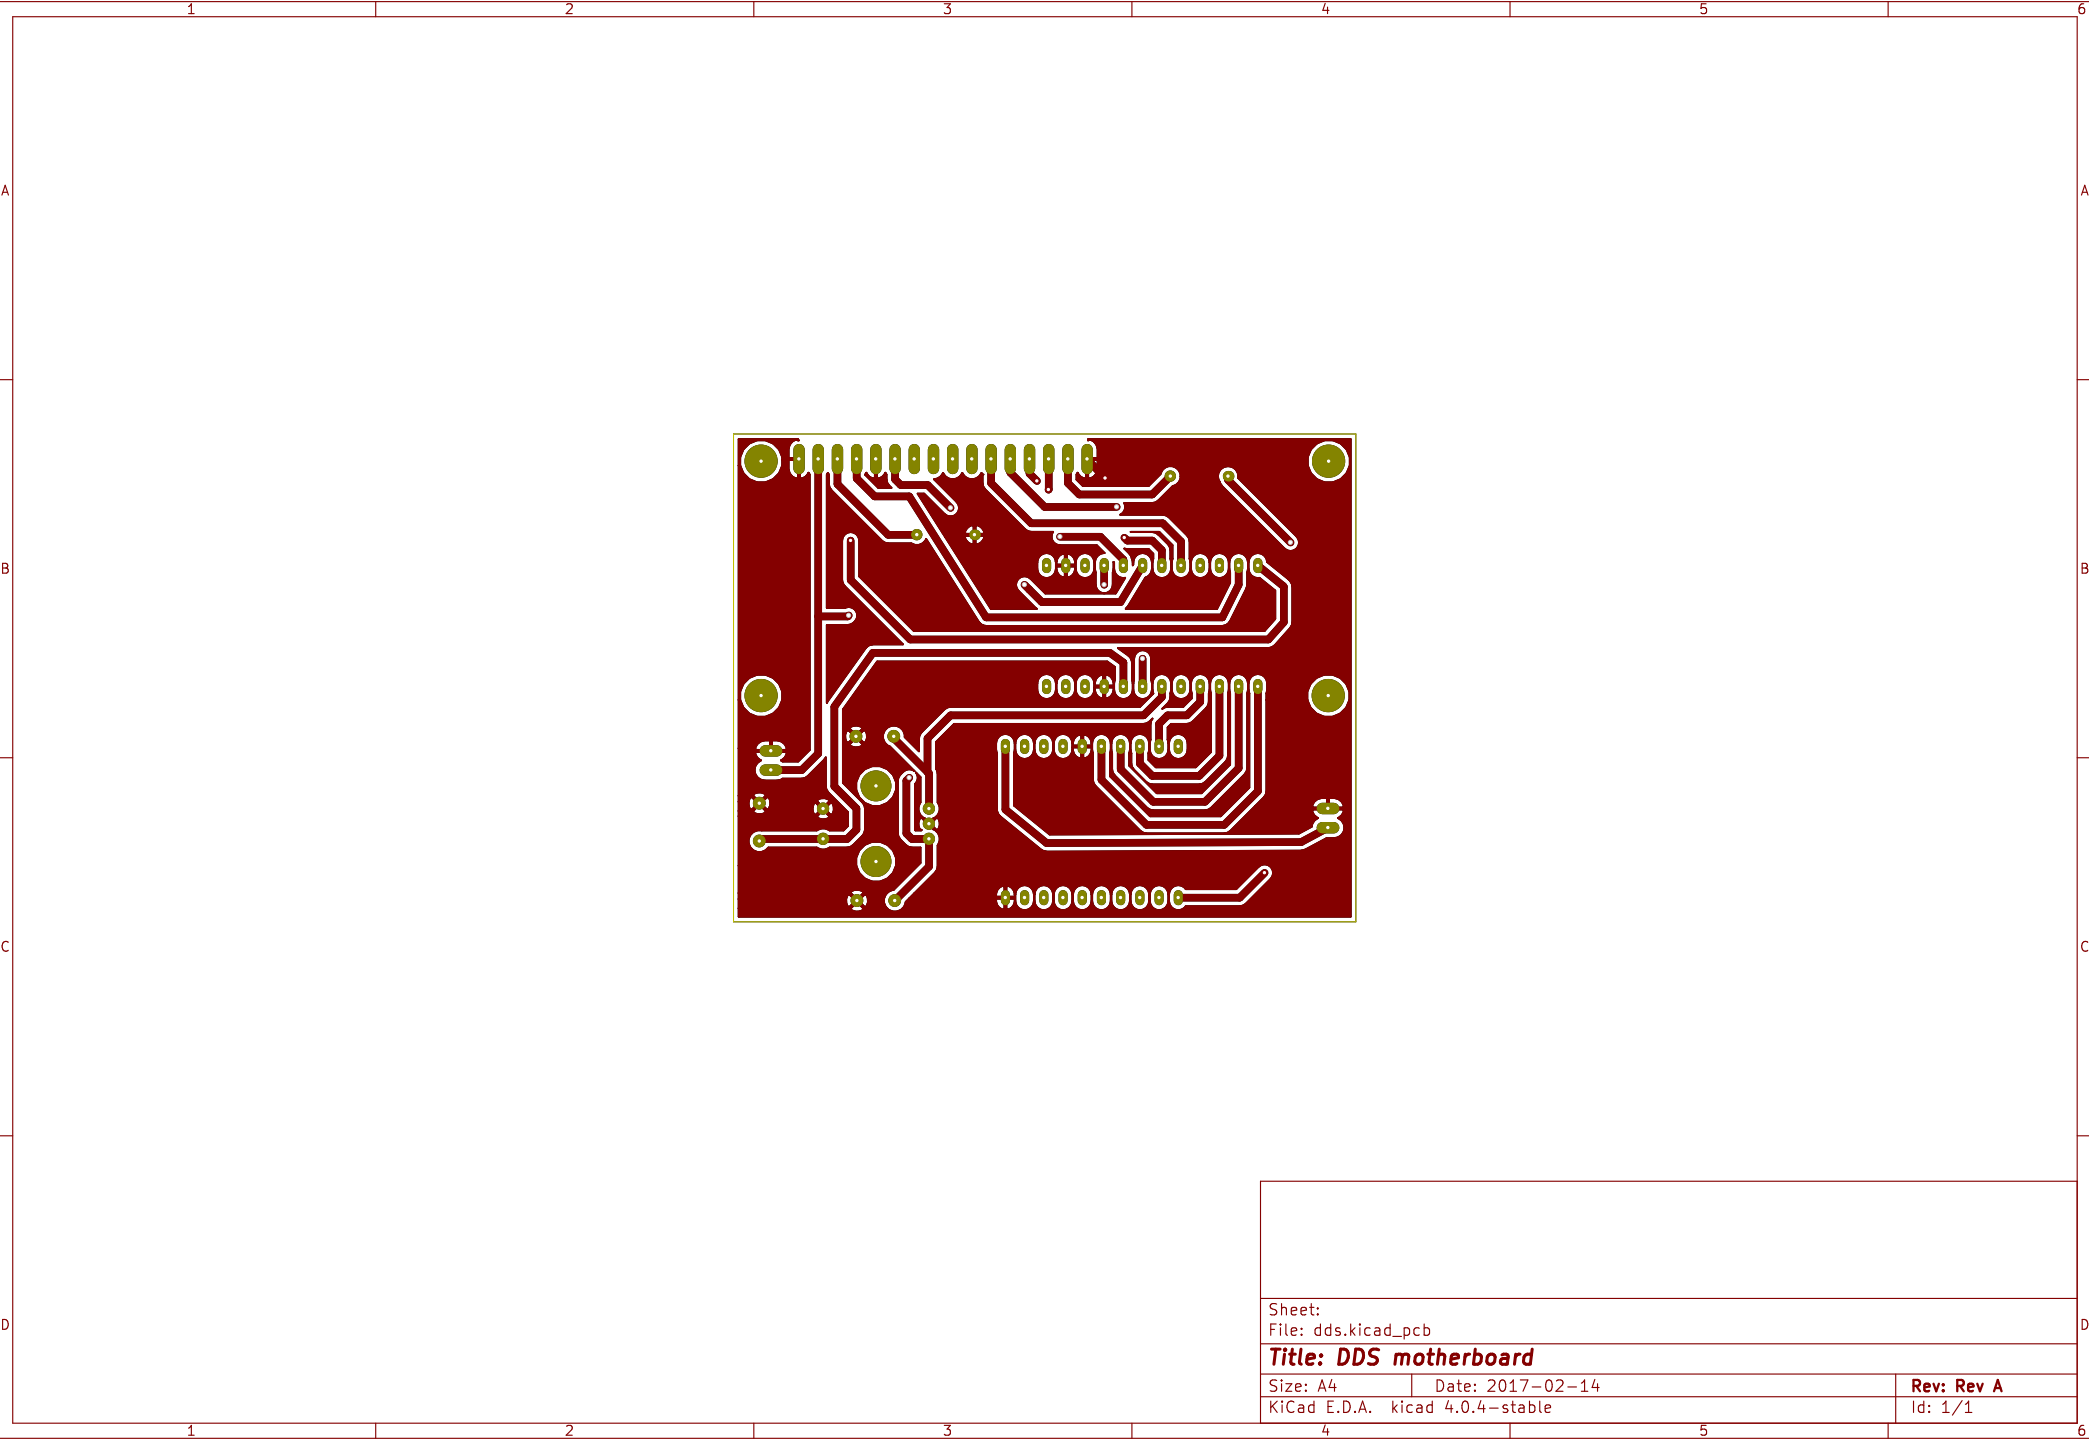 1 2 3 4 5 6
A A
B B
C C
D D
Sheet:
File: dds.kicad_pcb
Title: DDS motherboard
Size: A4 Date: 2017-02-14 Rev: Rev A
KiCad E.D.A. kicad 4.0.4-stable Id: 1/1
1 2 3 4 5 6